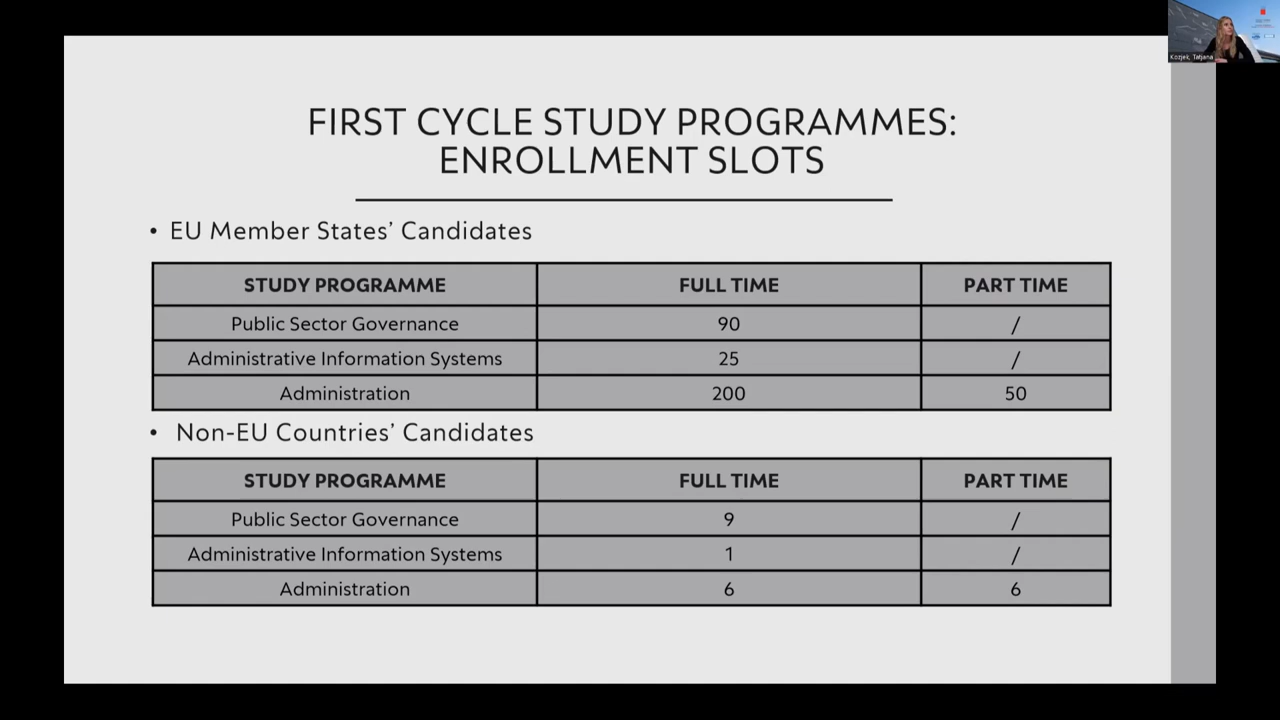 FIRST CYCLE STUDY PROGRAMMES:
ENROLLMENT SLOTS
• EU Member States’ Candidates
STUDY PROGRAMME FULL TIME PART TIME
Public Sector Governance 90 /
Administrative Information Systems 25 /
Administration 200 50
• Non-EU Countries’ Candidates
STUDY PROGRAMME FULL TIME PART TIME
Public Sector Governance 9 /
Administrative Information Systems 1 /
Administration 6 6
Kozjek, Tatjana